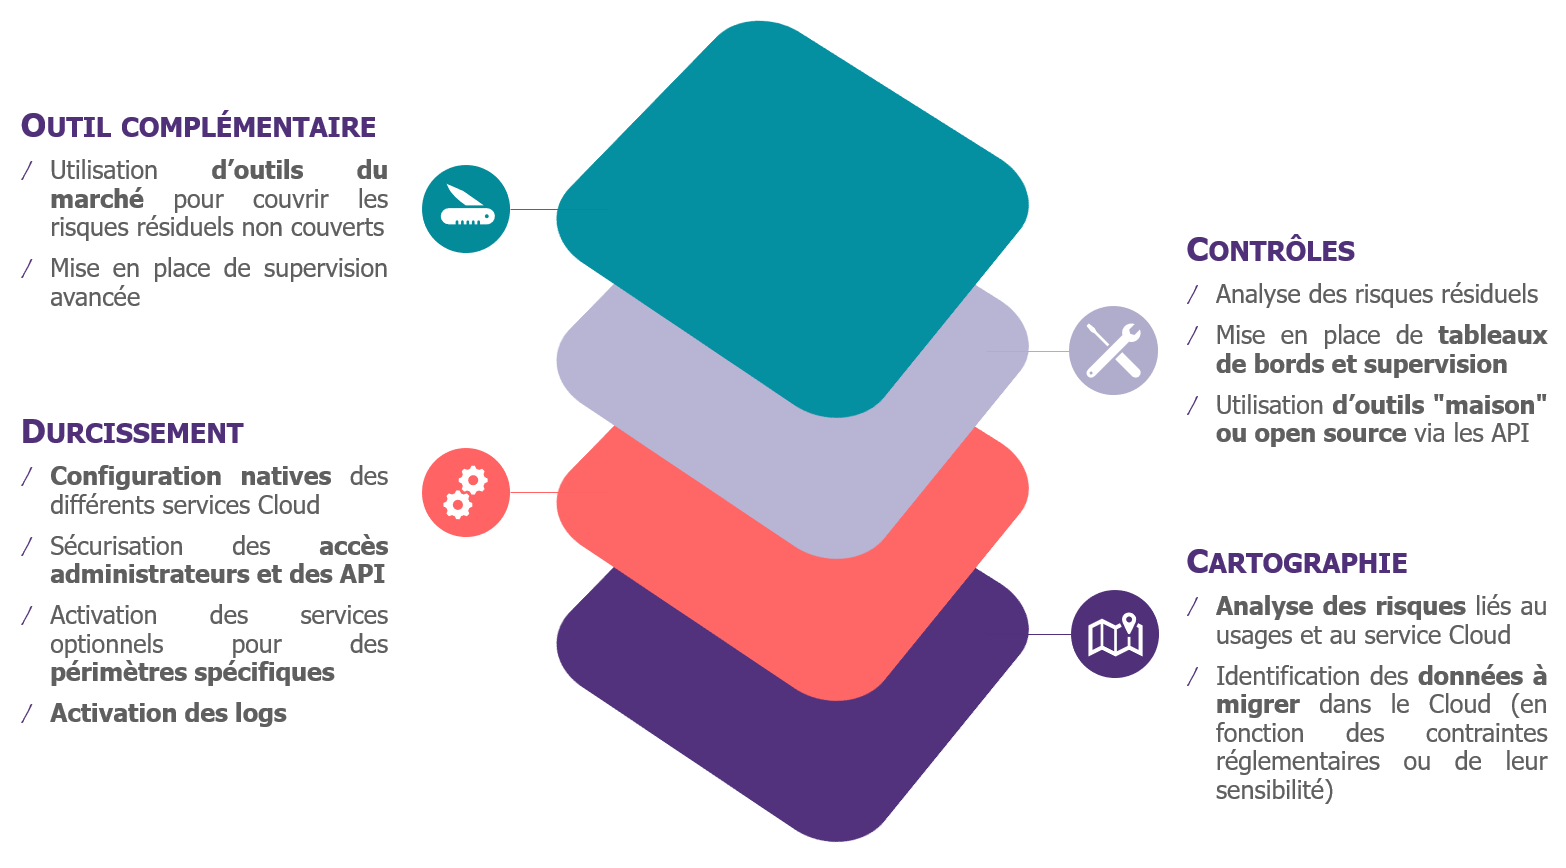 OUTIL COMPLÉMENTAIRE
/ Utilisation d’outils du
marché pour couvrir les
risques résiduels non couverts
/ Mise en place de supervision
avancée
DURCISSEMENT
/ Configuration natives des
différents services Cloud
/ Sécurisation des accès
administrateurs et des API
/ Activation des services
optionnels pour des
périmètres spécifiques
/ Activation des logs
CONTRÔLES
/ Analyse des risques résiduels
/ Mise en place de tableaux
de bords et supervision
/ Utilisation d’outils "maison"
ou open source via les API
CARTOGRAPHIE
/ Analyse des risques liés au
usages et au service Cloud
/ Identification des données à
migrer dans le Cloud (en
fonction des contraintes
réglementaires ou de leur
sensibilité)